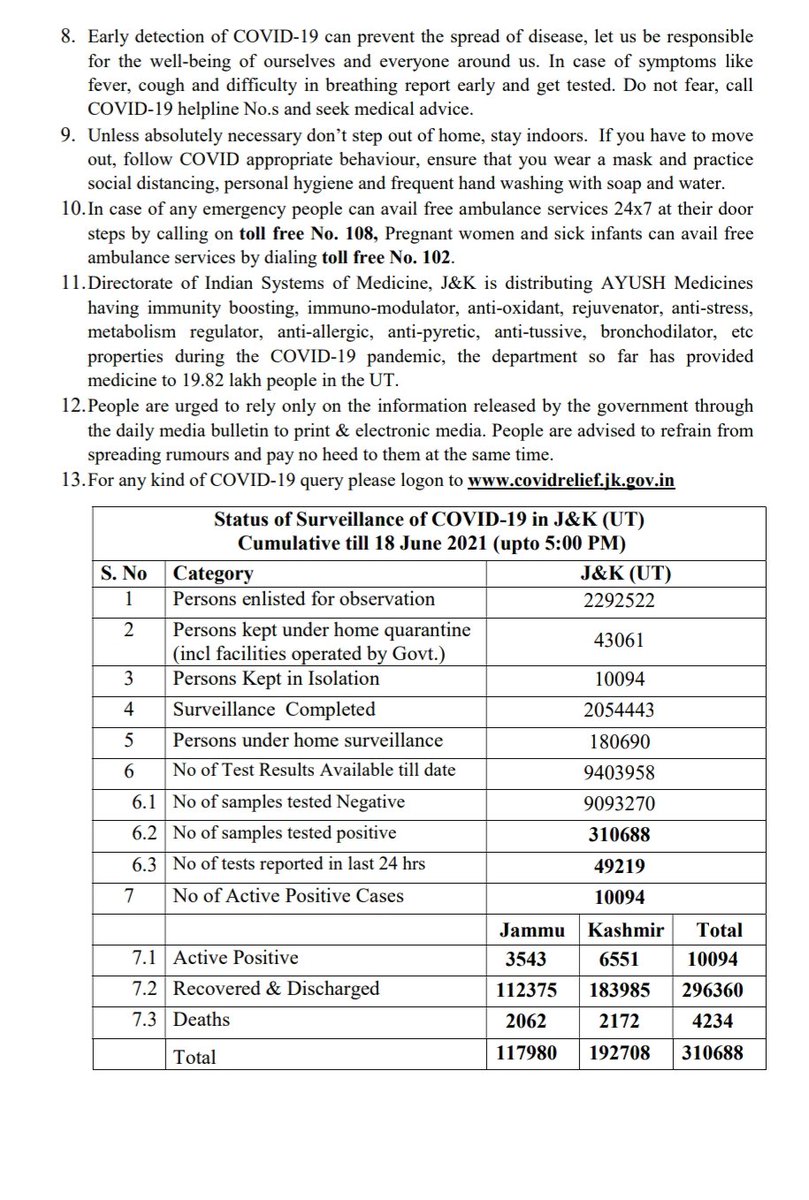 8. Early detection of COVID-19 can prevent the spread of disease, let us be responsible
for the well-being of ourselves and everyone around us. In case of symptoms like
fever, cough and difficulty in breathing report early and get tested. Do not fear, call
COVID-19 helpline No.s and seek medical advice.
9. Unless absolutely necessary don’t step out of home, stay indoors. If you have to move
out, follow COVID appropriate behaviour, ensure that you wear a mask and practice
social distancing, personal hygiene and frequent hand washing with soap and water.
10. In case of any emergency people can avail free ambulance services 24x7 at their door
steps by calling on toll free No. 108, Pregnant women and sick infants can avail free
ambulance services by dialing toll free No. 102.
11. Directorate of Indian Systems of Medicine, J&K is distributing AYUSH Medicines
having immunity boosting, immuno-modulator, anti-oxidant, rejuvenator, anti-stress,
metabolism regulator, anti-allergic, anti-pyretic, anti-tussive, bronchodilator, etc
properties during the COVID-19 pandemic, the department so far has provided
medicine to 19.82 lakh people in the UT.
12. People are urged to rely only on the information released by the government through
the daily media bulletin to print & electronic media. People are advised to refrain from
spreading rumours and pay no heed to them at the same time.
13. For any kind of COVID-19 query please logon to www.covidrelief.jk.gov.in
Status of Surveillance of COVID-19 in J&K (UT)
Cumulative till 18 June 2021 (upto 5:00 PM)
S. No Category J&K (UT)
1 Persons enlisted for observation 2292522
2 Persons kept under home quarantine
(incl facilities operated by Govt.) 43061
3 Persons Kept in Isolation 10094
4 Surveillance Completed 2054443
5 Persons under home surveillance 180690
6 No of Test Results Available till date 9403958
6.1 No of samples tested Negative 9093270
6.2 No of samples tested positive 310688
6.3 No of tests reported in last 24 hrs 49219
7 No of Active Positive Cases 10094
Jammu Kashmir Total
7.1 Active Positive 3543 6551 10094
7.2 Recovered & Discharged 112375 183985 296360
7.3 Deaths 2062 2172 4234
Total 117980 192708 310688